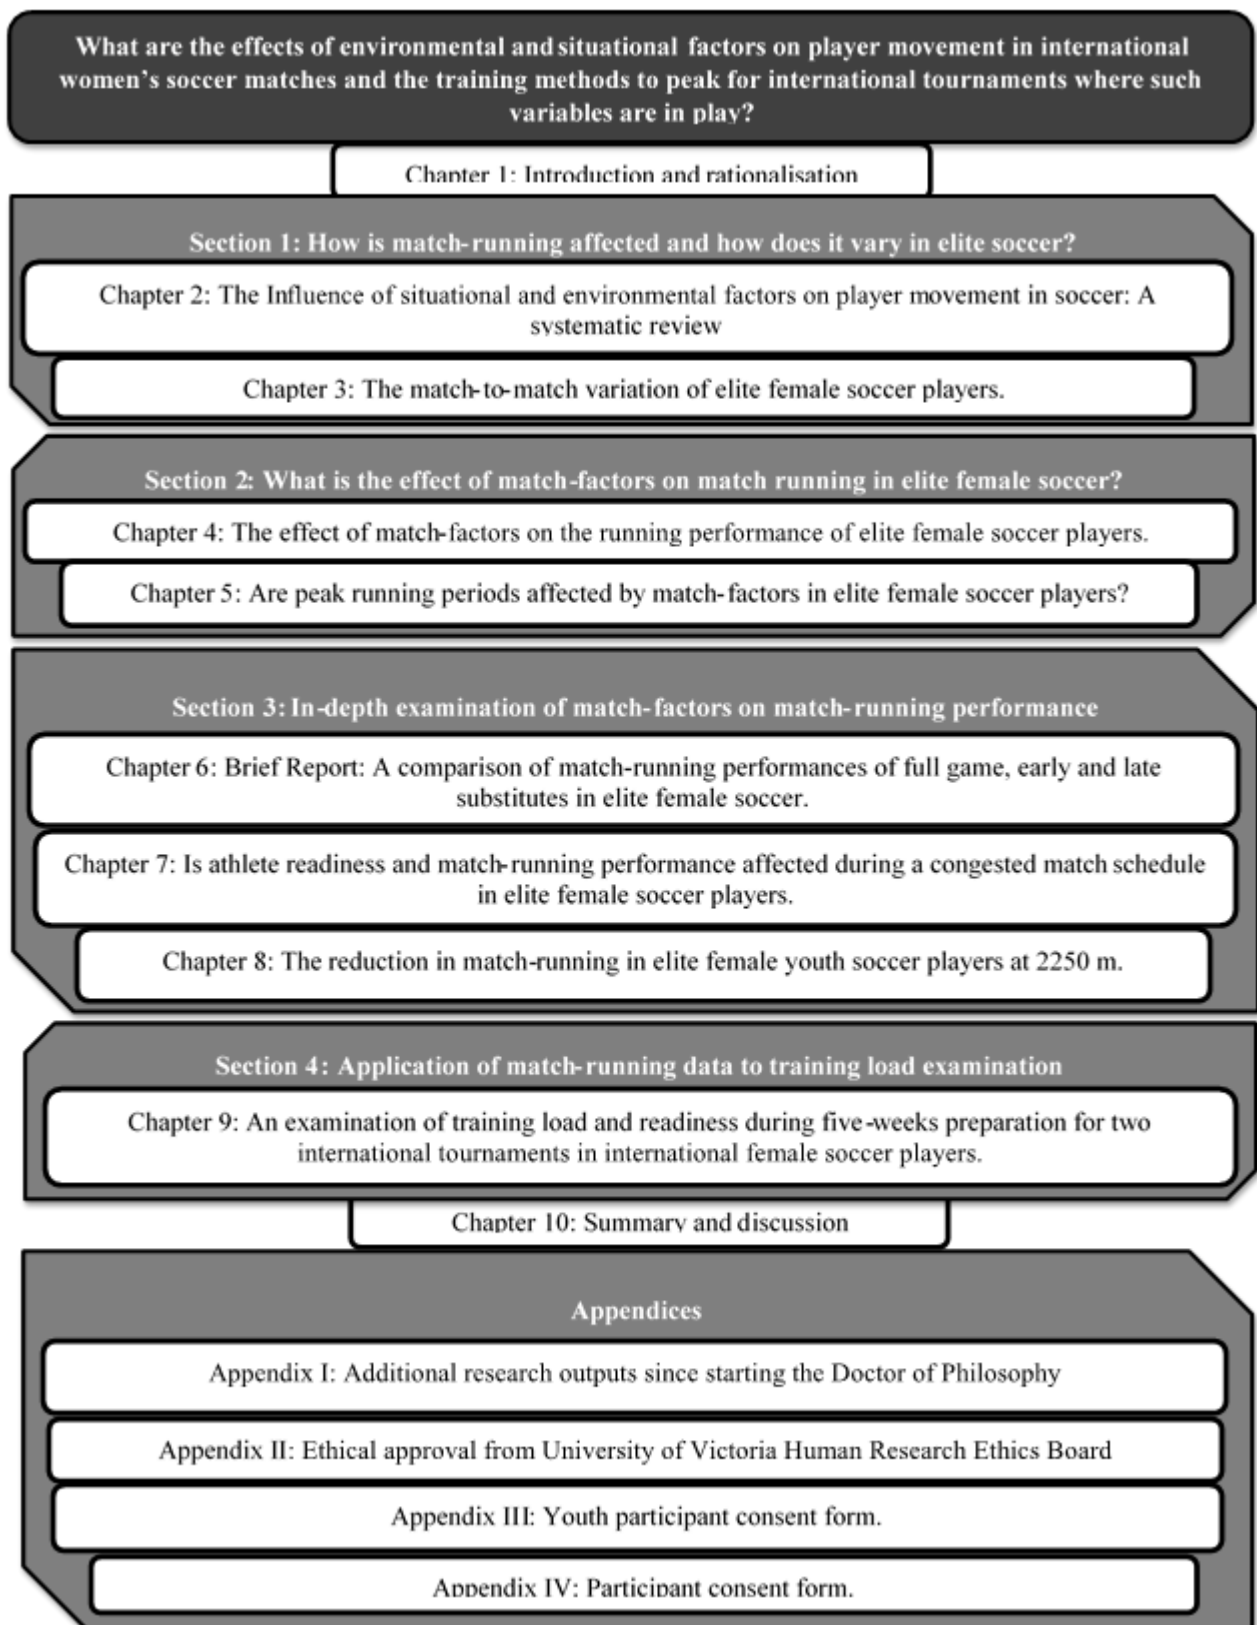 What are the effects of environmental and situational factors on player movement in international
women's soccer matches and the training methods to peak for international tournaments where such
variables are in play?
Chapter 1: Introduction and rationalisation
Section 1: How is match-running affected and how does it vary in elite soccer?
Chapter 2: The Influence of situational and environmental factors on player movement in soccer: A
systematic review
Chapter 3: The match-to-match variation of elite female soccer players.
Section 2: What is the effect of match-factors on match running in elite female soccer?
Chapter 4: The effect of match-factors on the running performance of elite female soccer players.
Chapter 5: Are peak running periods affected by match-factors in elite female soccer players?
Section 3: In-depth examination of match-factors on match-running performance
Chapter 6: Brief Report: A comparison of match-running performances of full game, early and late
substitutes in elite female soccer.
Chapter 7: Is athlete readiness and match-running performance affected during a congested match schedule
in elite female soccer players.
Chapter 8: The reduction in match-running in elite female youth soccer players at 2250 m.
Section 4: Application of match-running data to training load examination
Chapter 9: An examination of training load and readiness during five-weeks preparation for two
international tournaments in international female soccer players.
Chapter 10: Summary and discussion
Appendices
Appendix I: Additional research outputs since starting the Doctor of Philosophy
Appendix II: Ethical approval from University of Victoria Human Research Ethics Board
Appendix III: Youth participant consent form.
Appendix IV: Participant consent form.